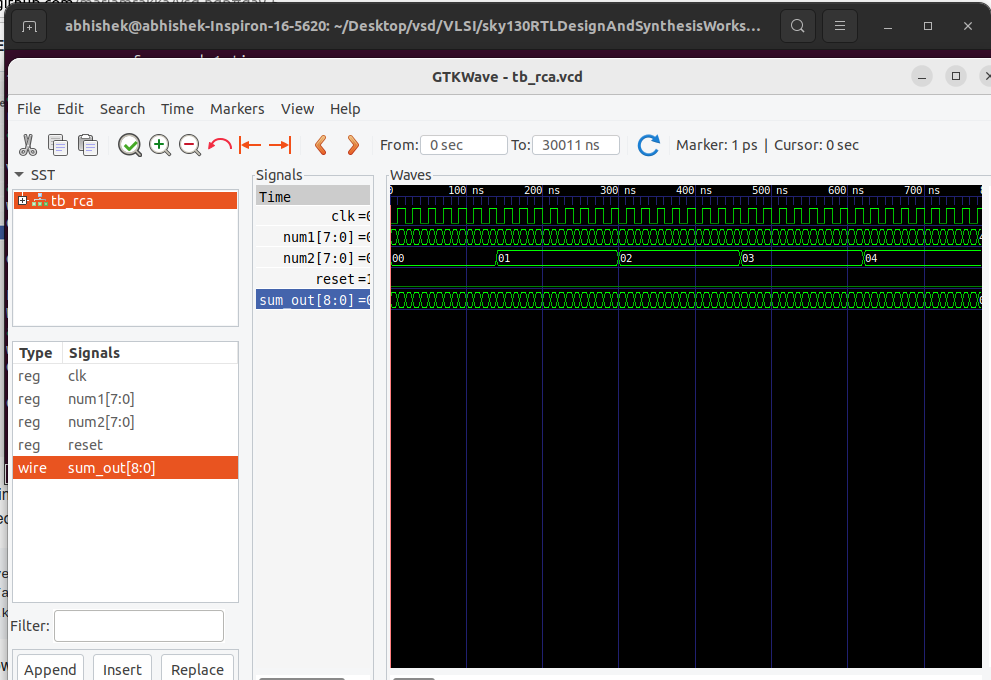 abhishek@abhishek-Inspiron-16-5620: ~/Desktop/vsd/VLSI/sky130RTLDesignAndSynthesisWorks...
GTKWave - tb_rca.vcd
File Edit Search Time Markers View Help
From: 0 sec To: 30011 ns Marker: 1 ps | Cursor: 0 sec
SST
tb_rca
Type Signals
reg clk
reg num1[7:0]
reg num2[7:0]
reg reset
wire sum_out[8:0]
Filter:
Append Insert Replace
Signals
Time
clk=0
num1[7:0] =0
num2[7:0] =0
reset=1
sum_out[8:0] =0
Waves
0 100 ns 200 ns 300 ns 400 ns 500 ns 600 ns 700 ns
00 01 02 03 04